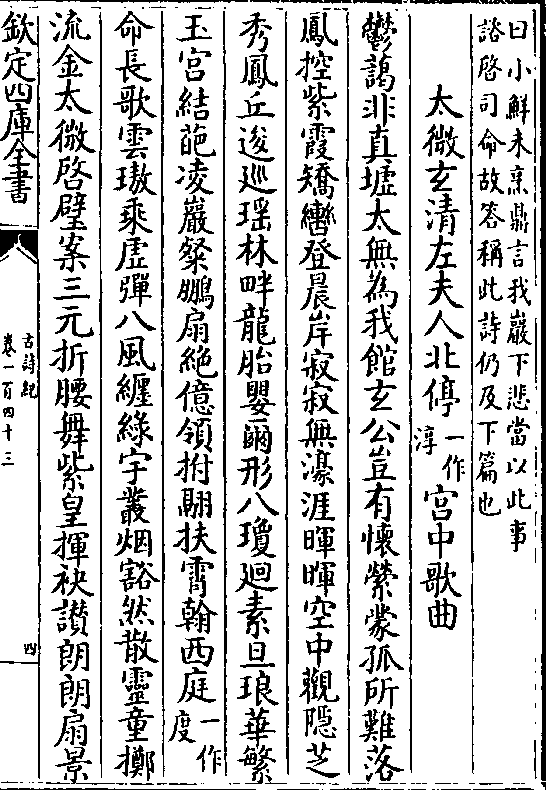 曰小鮮未烹鼎言我巖下悲當以此事
諮啓司命故答稱此詩仍及下篇也
太微玄清左夫人北停一作淳宫中歌曲
鬱藹非真墟太無為我館玄公豈有懐縈蒙孤所難落
鳳控紫霞矯轡登晨岸寂寂無濠涯暉暉空中觀隠芝
秀鳳丘逡廵瑶林畔龍胎嬰爾形八瓊廻素旦琅華繁
玉宫結葩凌巖粲鵬扇絶億領拊翮扶霄翰西庭一作度
命長歌雲璈乗虚彈八風纒綠宇叢烟豁然散靈童擲
流金太微啓璧案三元折腰舞紫皇揮袂讚朗朗扇景
欽定四庫全書
古詩紀
卷一百四十三
四